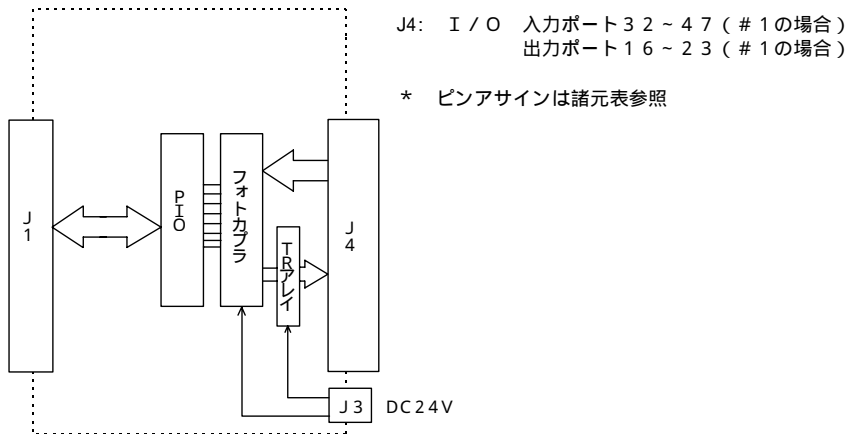 J4: I/O 入力ポート32~47(#1の場合)
出力ポート16~23(#1の場合)
* ピンアサインは諸元表参照
J1
PIO
フォトカプラ
TRアレイ
J4
J3 DC24V